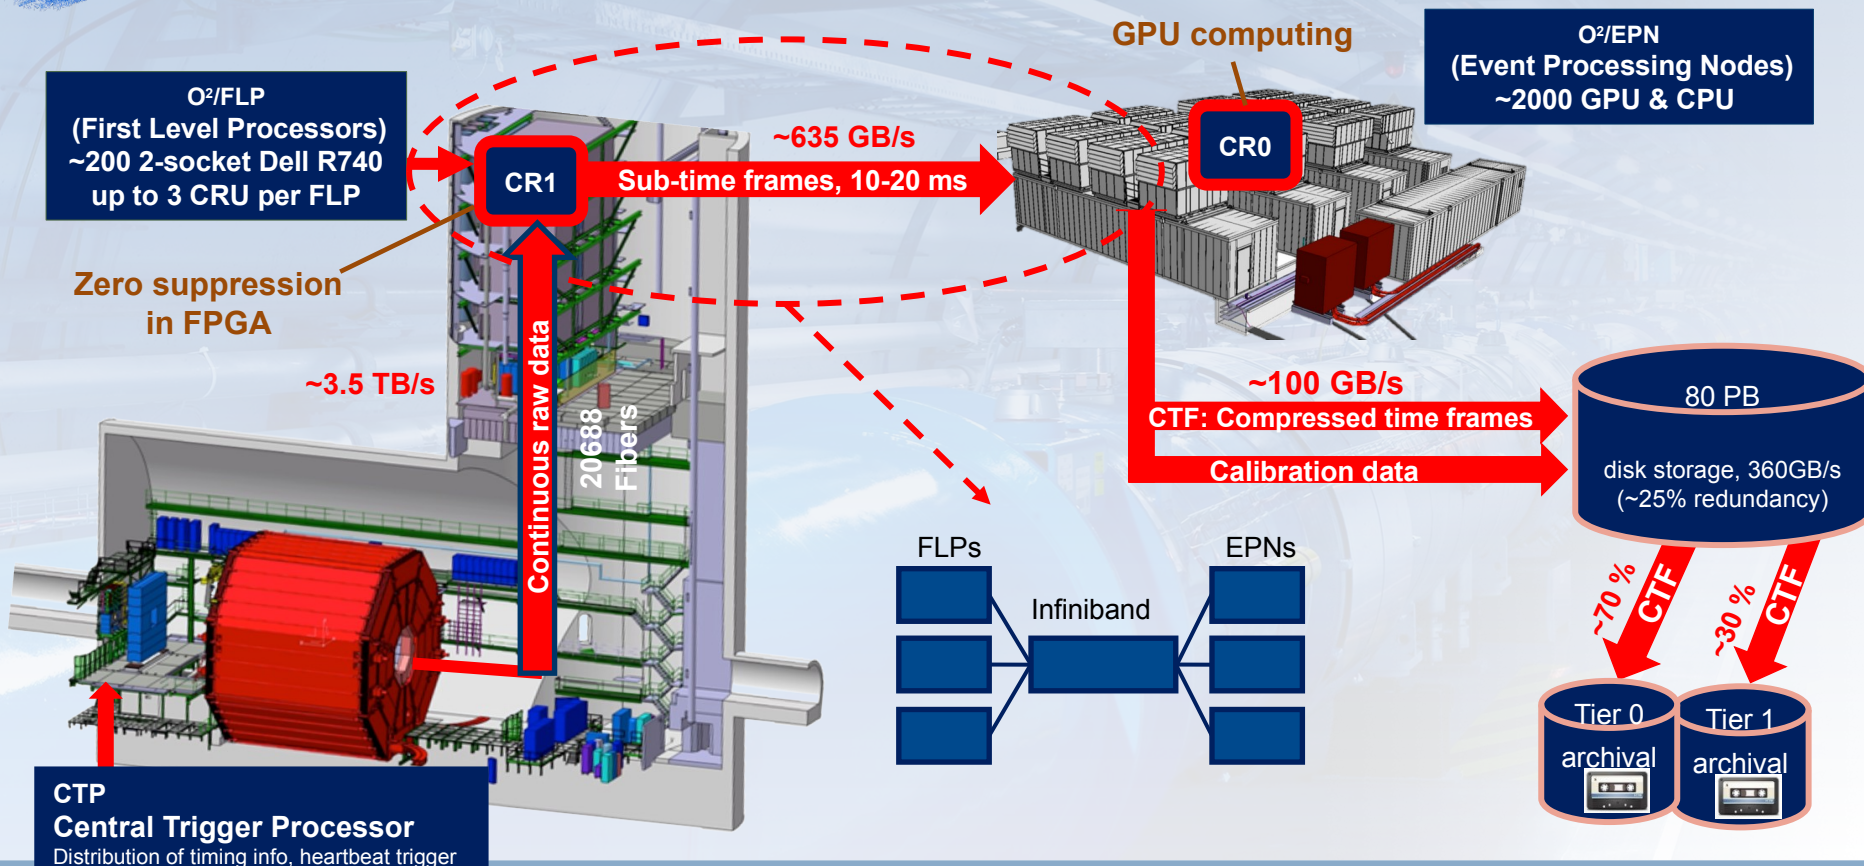 GPU computing
O²/EPN
(Event Processing Nodes)
~2000 GPU & CPU
O²/FLP
(First Level Processors)
~200 2-socket Dell R740
up to 3 CRU per FLP
CR1
~635 GB/s
Sub-time frames, 10-20 ms
CR0
Zero suppression
in FPGA
~3.5 TB/s
Continuous raw data
20688
Fibers
~100 GB/s
CTF: Compressed time frames
Calibration data
80 PB
disk storage, 360GB/s
(~25% redundancy)
FLPs
EPNs
Infiniband
~70 %
CTF
~30 %
CTF
Tier 0
archival
Tier 1
archival
CTP
Central Trigger Processor
Distribution of timing info, heartbeat trigger